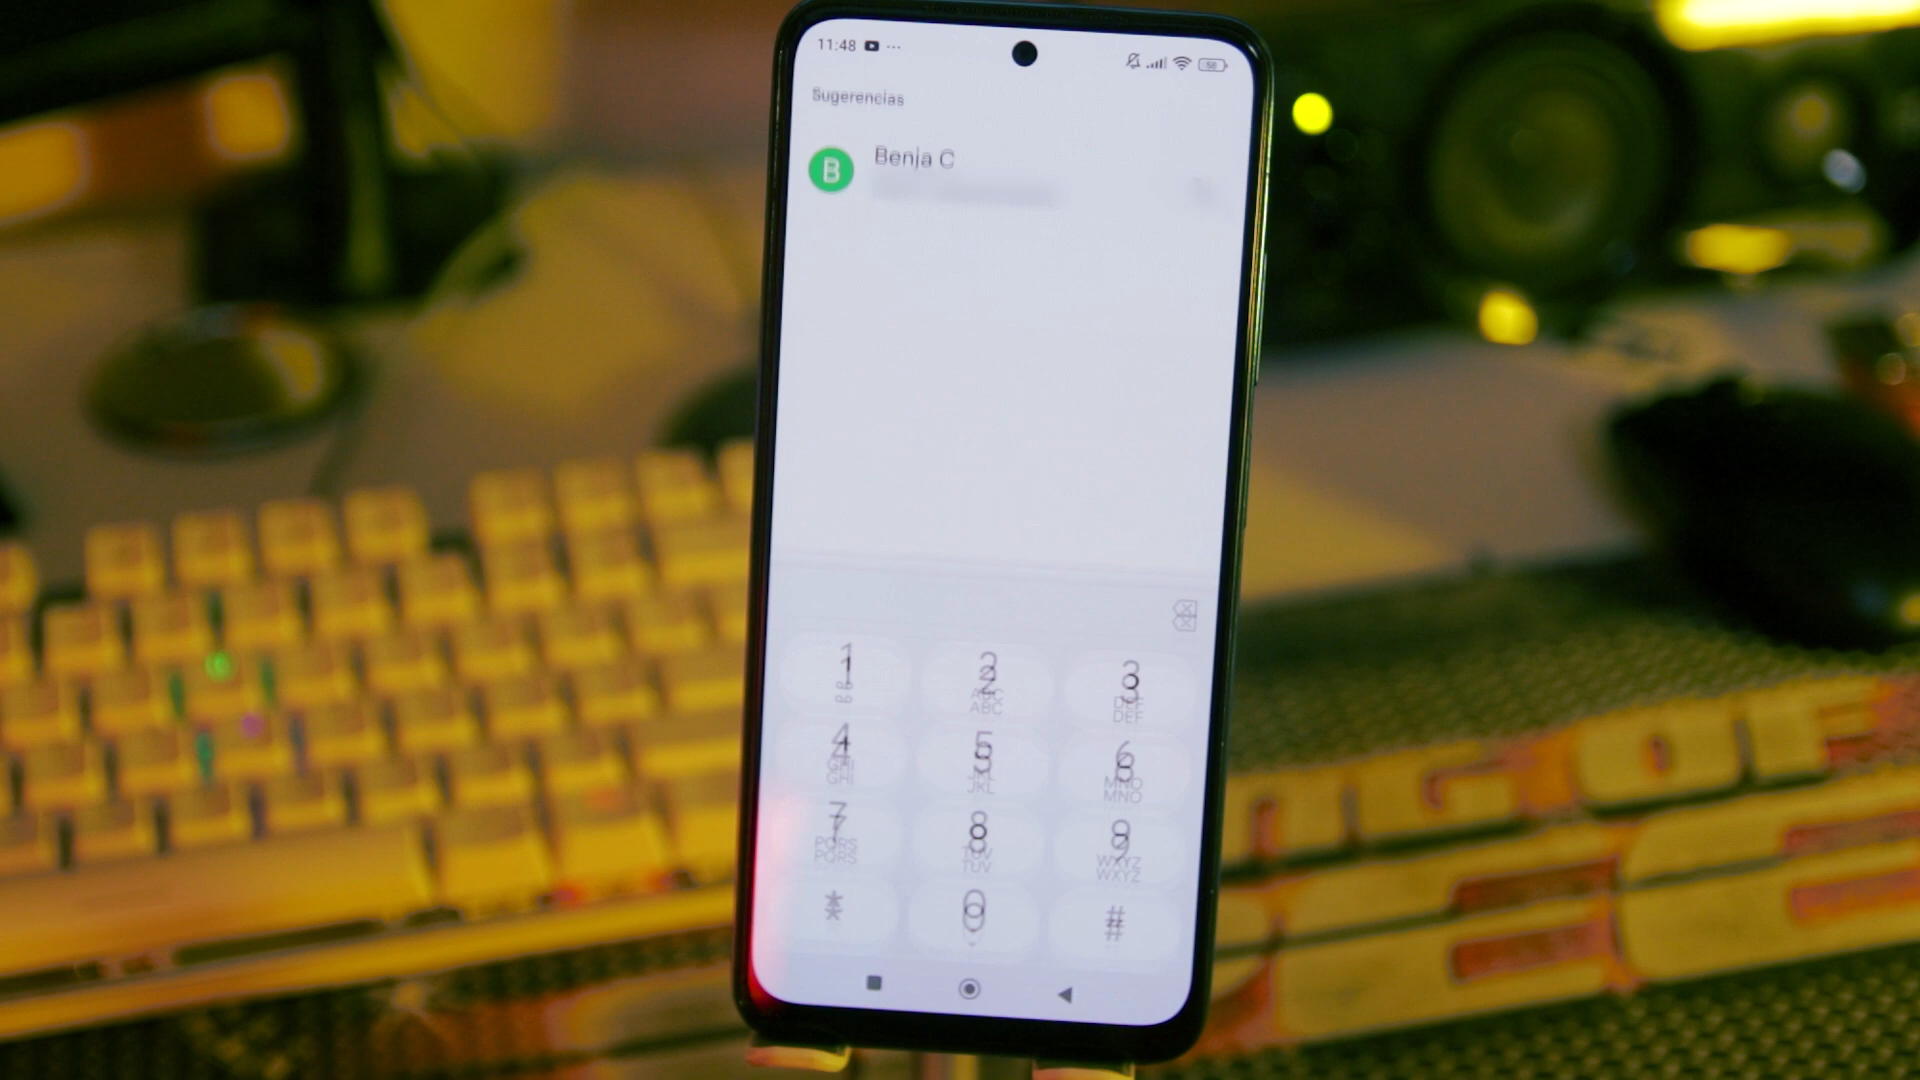 11:48
58
Sugerencias
B
Benja C
1 2 3
ABC DEF
4 5 6
GHI JKL MNO
7 8 9
PQRS TUV WXYZ
* 0 #